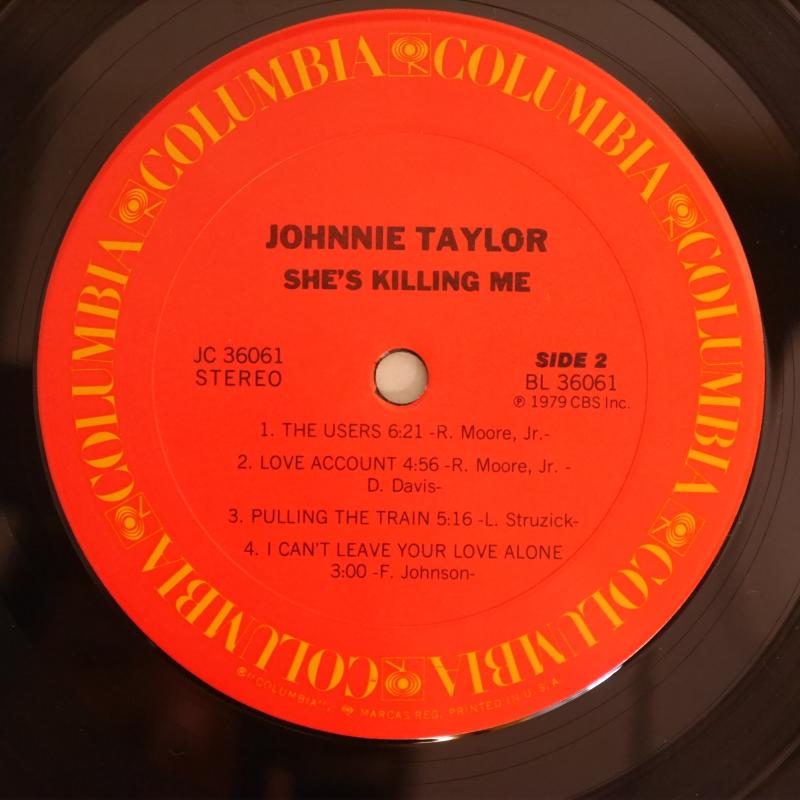 COLUMBIA COLUMBIA COLUMBIA COLUMBIA COLUMBIA COLUMBIA COLUMBIA COLUMBIA
JOHNNIE TAYLOR
SHE'S KILLING ME
JC 36061
STEREO
SIDE 2
BL 36061
℗ 1979 CBS Inc.
1. THE USERS 6:21 -R. Moore, Jr.-
2. LOVE ACCOUNT 4:56 -R. Moore, Jr. -
D. Davis-
3. PULLING THE TRAIN 5:16 -L. Struzick-
4. I CAN'T LEAVE YOUR LOVE ALONE
3:00 -F. Johnson-
® "COLUMBIA", MARCAS REG. PRINTED IN U.S.A